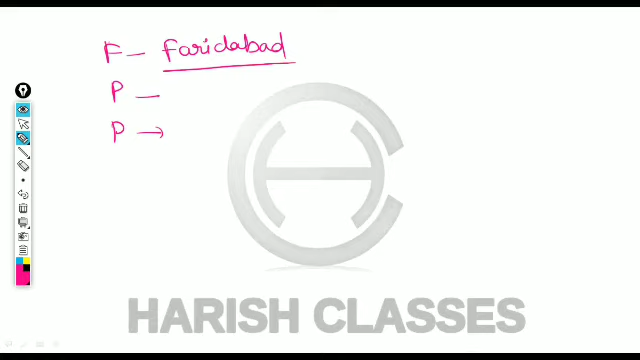 F – Faridabad
P –
P →
HARISH CLASSES